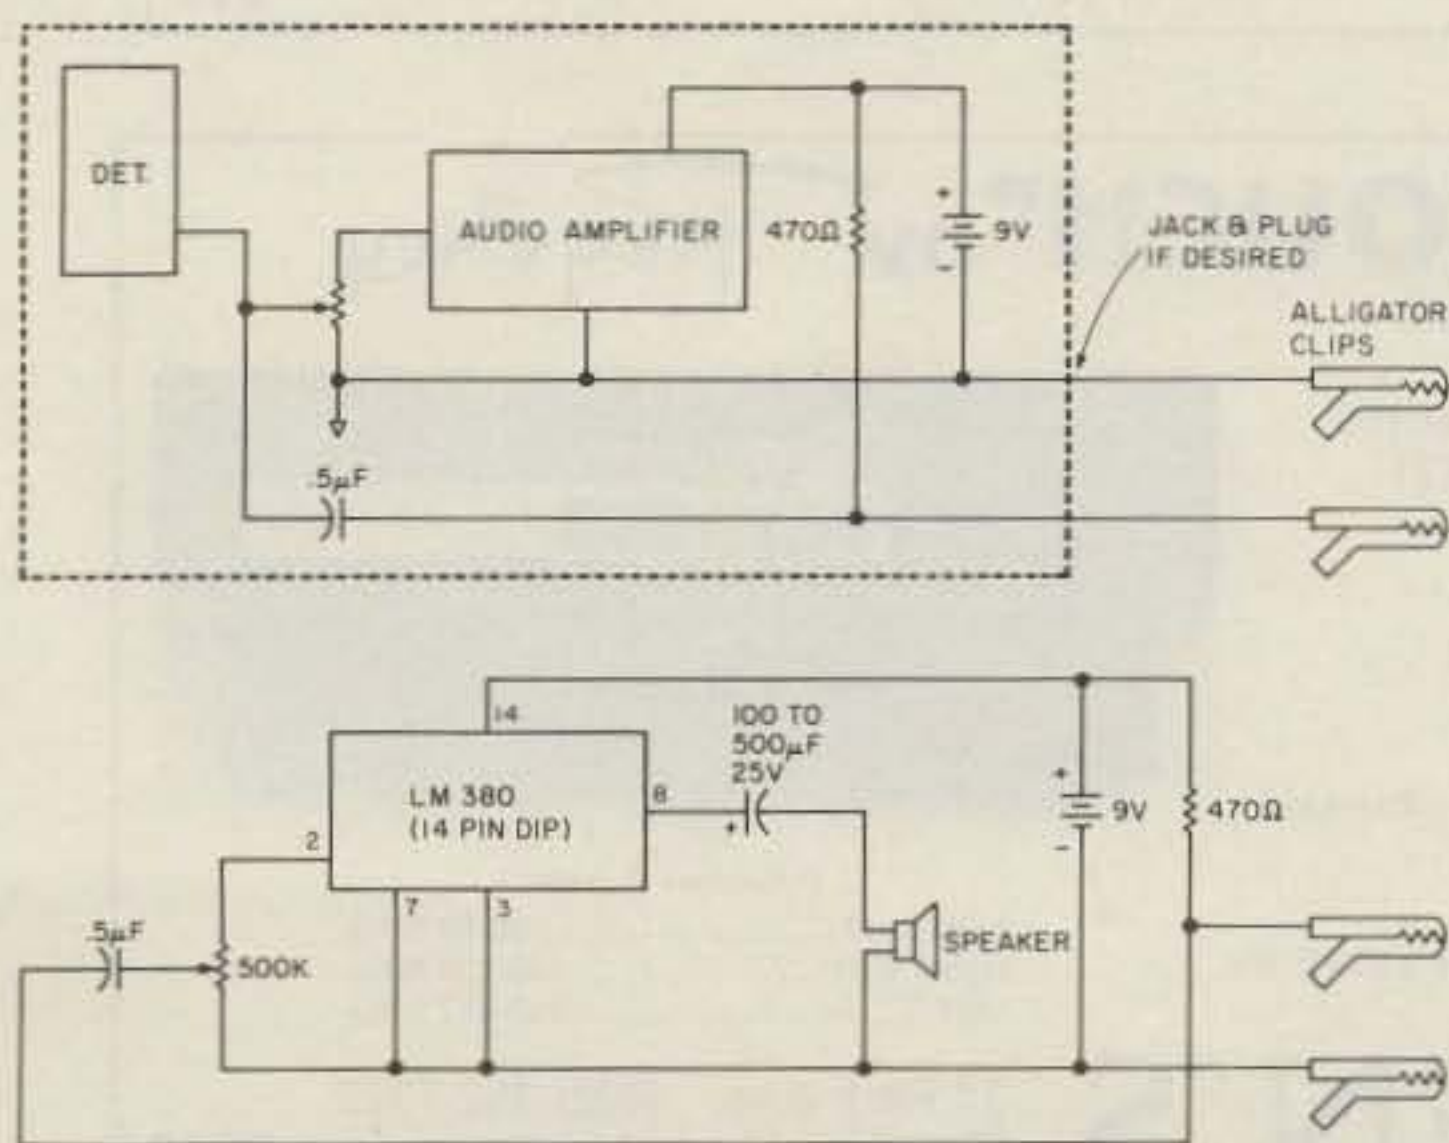 DET.
AUDIO AMPLIFIER
470Ω
+
9V
-
JACK & PLUG
IF DESIRED
ALLIGATOR
CLIPS
.5µF
14
LM 380
(14 PIN DIP)
2
7
3
8
100 TO
500µF
25V
+
+
9V
-
470Ω
SPEAKER
.5µF
500K